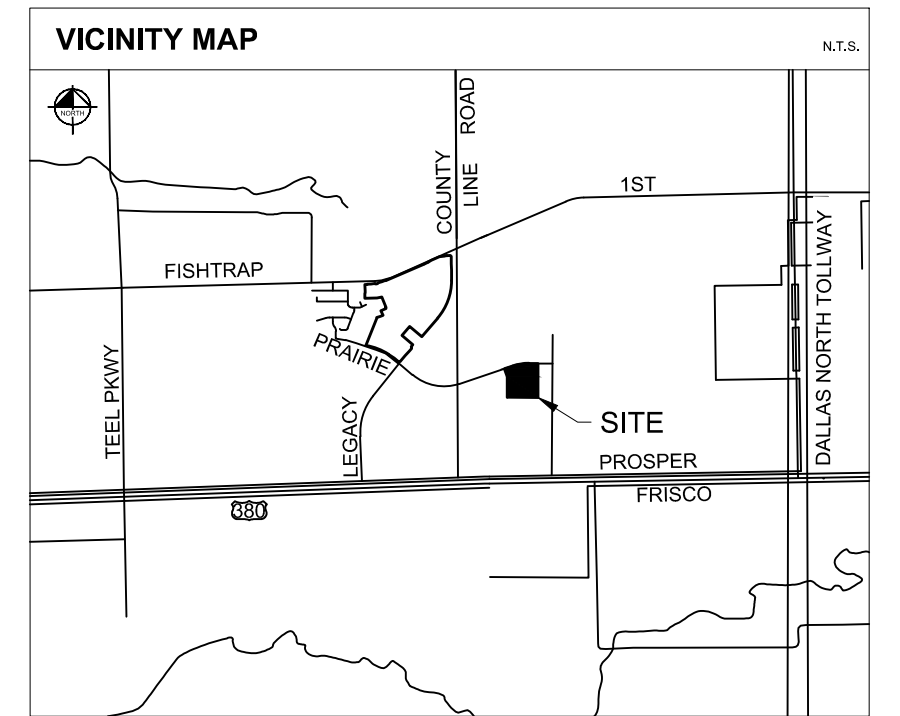 VICINITY MAP
N.T.S.
NORTH
COUNTY
LINE
ROAD
1ST
FISHTRAP
PRAIRIE
TEEL PKWY
LEGACY
SITE
DALLAS NORTH TOLLWAY
PROSPER
FRISCO
380